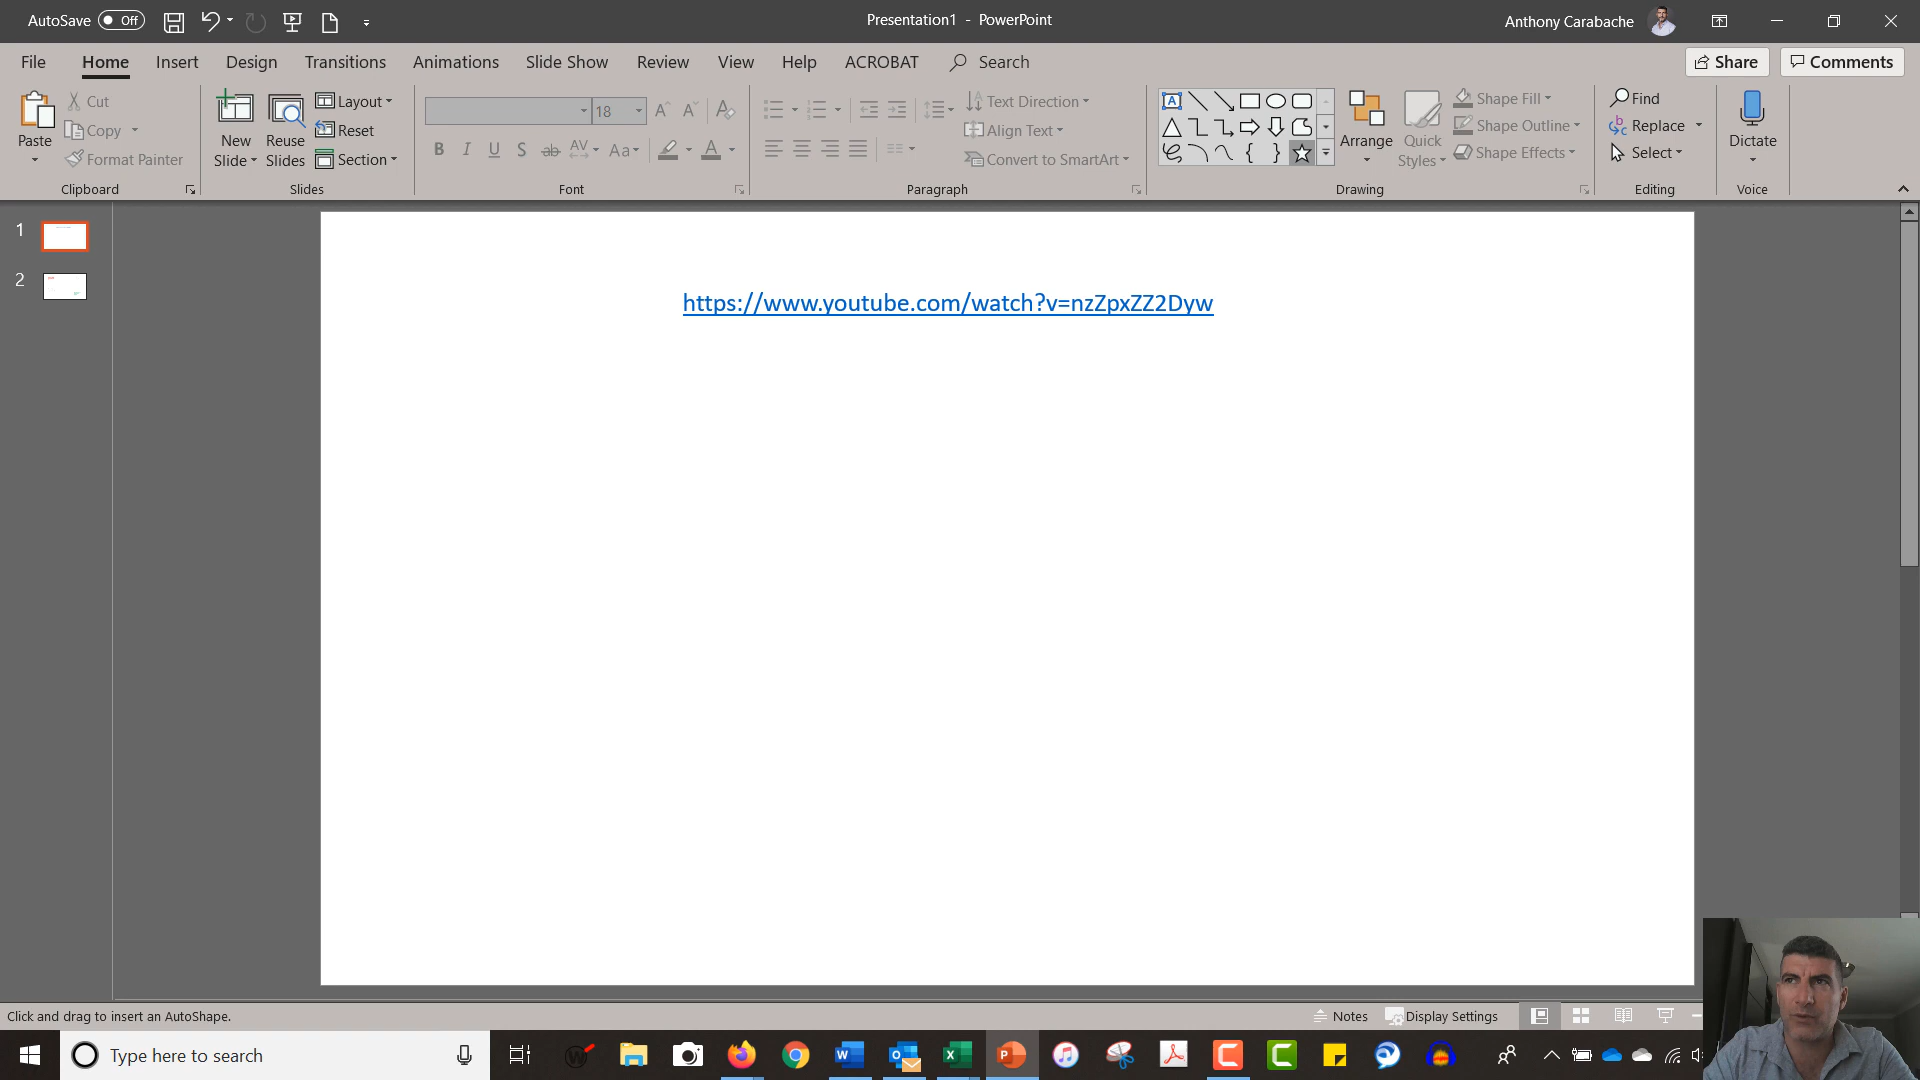 AutoSave Off
Presentation1 - PowerPoint
Anthony Carabache
File Home Insert Design Transitions Animations Slide Show Review View Help ACROBAT Search
Share Comments
Paste
Cut
Copy
Format Painter
Clipboard
New Slide
Reuse Slides
Layout
Reset
Section
Slides
18
Font
Text Direction
Align Text
Convert to SmartArt
Paragraph
Arrange
Quick Styles
Shape Fill
Shape Outline
Shape Effects
Drawing
Find
Replace
Select
Editing
Dictate
Voice
1
2
https://www.youtube.com/watch?v=nzZpxZZ2Dyw
Click and drag to insert an AutoShape.
Notes Display Settings
Type here to search